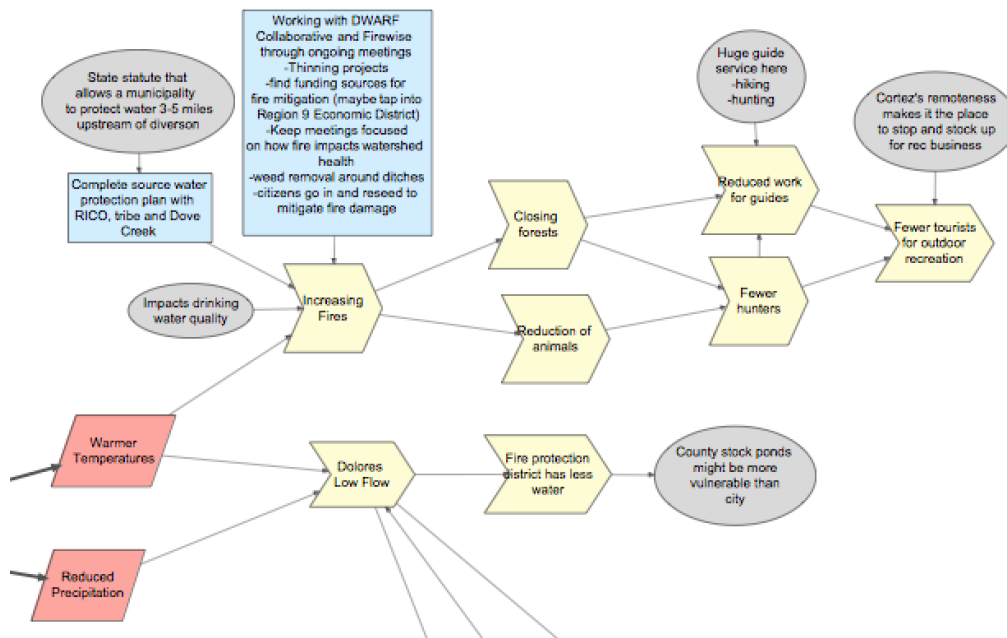 State statute that
allows a municipality
to protect water 3-5 miles
upstream of diverson
Working with DWARF
Collaborative and Firewise
through ongoing meetings
-Thinning projects
-find funding sources for
fire mitigation (maybe tap into
Region 9 Economic District)
-Keep meetings focused
on how fire impacts watershed
health
-weed removal around ditches
-citizens go in and reseed to
mitigate fire damage
Huge guide
service here
-hiking
-hunting
Cortez's remoteness
makes it the place
to stop and stock up
for rec business
Complete source water
protection plan with
RICO, tribe and Dove
Creek
Closing
forests
Reduced work
for guides
Fewer tourists
for outdoor
recreation
Impacts drinking
water quality
Increasing
Fires
Reduction of
animals
Fewer
hunters
Warmer
Temperatures
Dolores
Low Flow
Fire protection
district has less
water
County stock ponds
might be more
vulnerable than
city
Reduced
Precipitation